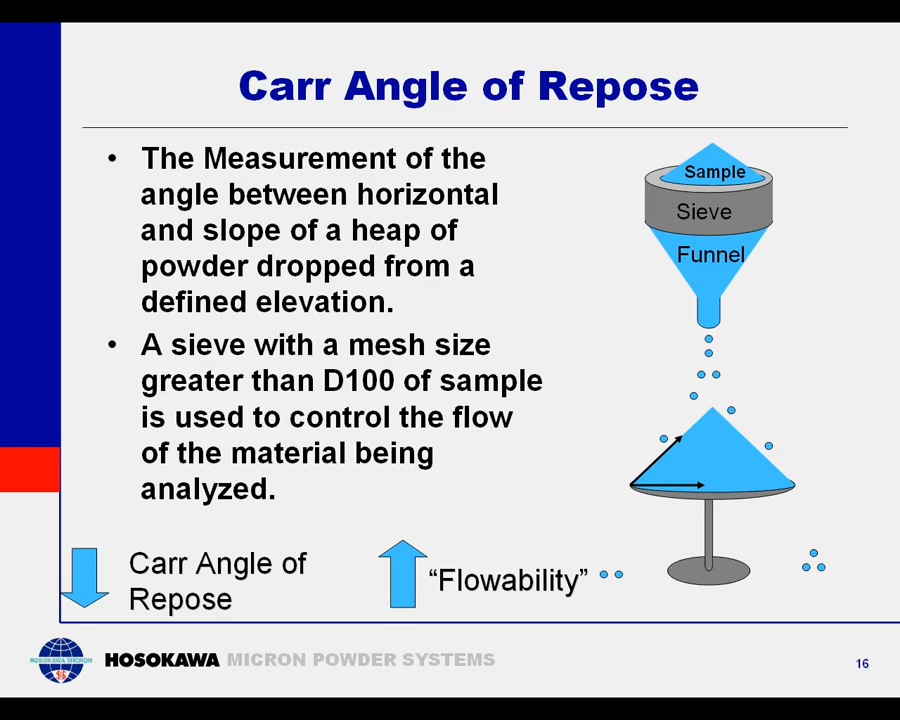 Carr Angle of Repose
• The Measurement of the
angle between horizontal
and slope of a heap of
powder dropped from a
defined elevation.
• A sieve with a mesh size
greater than D100 of sample
is used to control the flow
of the material being
analyzed.
Sample
Sieve
Funnel
Carr Angle of
Repose
“Flowability”
HOSOKAWA MICRON
HOSOKAWA MICRON POWDER SYSTEMS
16